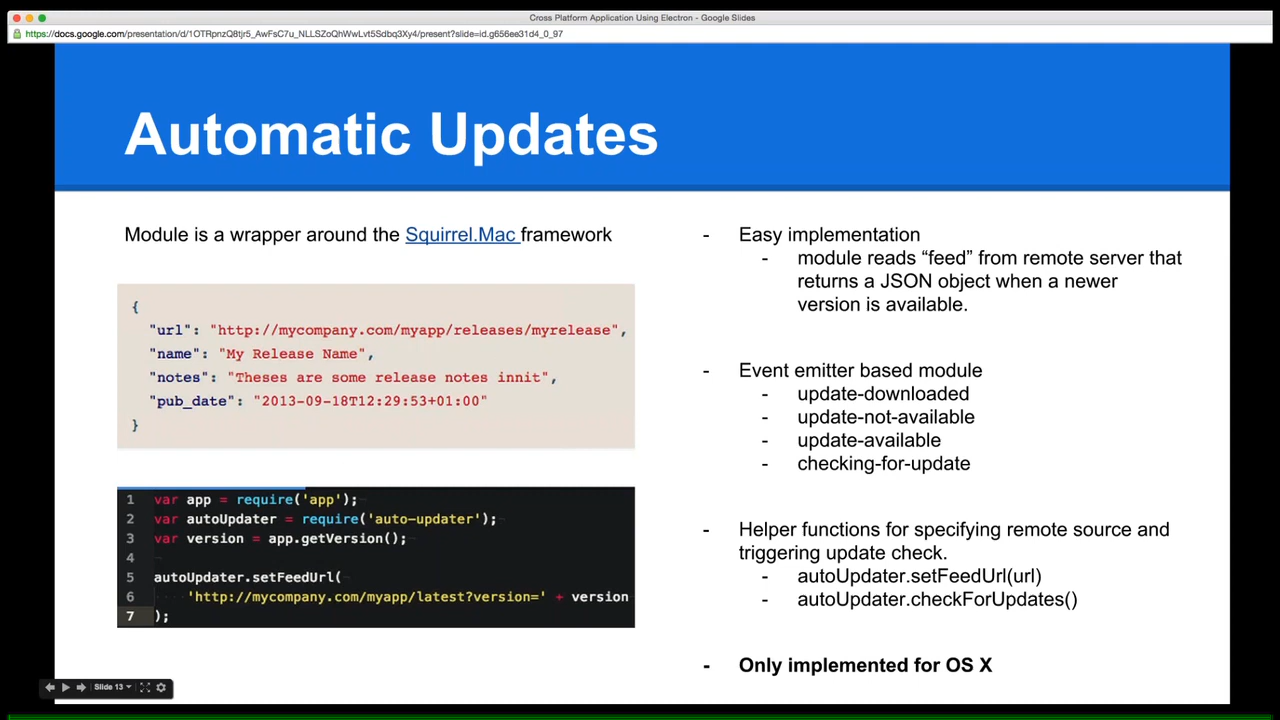 Cross Platform Application Using Electron - Google Slides
https://docs.google.com/presentation/d/1OTRpnzQ8tjr5_AwFsC7u_NLLSZoQhWwLvt5Sdbq3Xy4/present?slide=id.g656ee31d4_0_97
Automatic Updates
Module is a wrapper around the Squirrel.Mac framework
{
"url": "http://mycompany.com/myapp/releases/myrelease",
"name": "My Release Name",
"notes": "Theses are some release notes innit",
"pub_date": "2013-09-18T12:29:53+01:00"
}
1 var app = require('app');
2 var autoUpdater = require('auto-updater');
3 var version = app.getVersion();
4
5 autoUpdater.setFeedUrl(
6 'http://mycompany.com/myapp/latest?version=' + version
7 );
- Easy implementation
- module reads “feed” from remote server that
returns a JSON object when a newer
version is available.
- Event emitter based module
- update-downloaded
- update-not-available
- update-available
- checking-for-update
- Helper functions for specifying remote source and
triggering update check.
- autoUpdater.setFeedUrl(url)
- autoUpdater.checkForUpdates()
- Only implemented for OS X
Slide 13